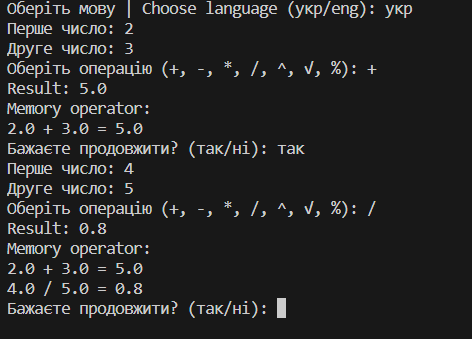 Оберіть мову | Choose language (укр/eng): укр
Перше число: 2
Друге число: 3
Оберіть операцію (+, -, *, /, ^, √, %): +
Result: 5.0
Memory operator:
2.0 + 3.0 = 5.0
Бажаєте продовжити? (так/ні): так
Перше число: 4
Друге число: 5
Оберіть операцію (+, -, *, /, ^, √, %): /
Result: 0.8
Memory operator:
2.0 + 3.0 = 5.0
4.0 / 5.0 = 0.8
Бажаєте продовжити? (так/ні):